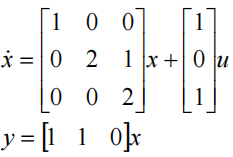 ẋ = [1 0 0; 0 2 1; 0 0 2] x + [1; 0; 1] u
y = [1 1 0] x